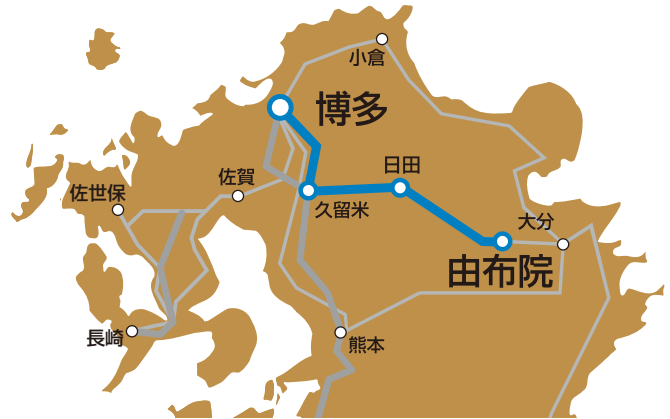 小倉
博多
日田
佐賀
佐世保
久留米
大分
由布院
長崎
熊本